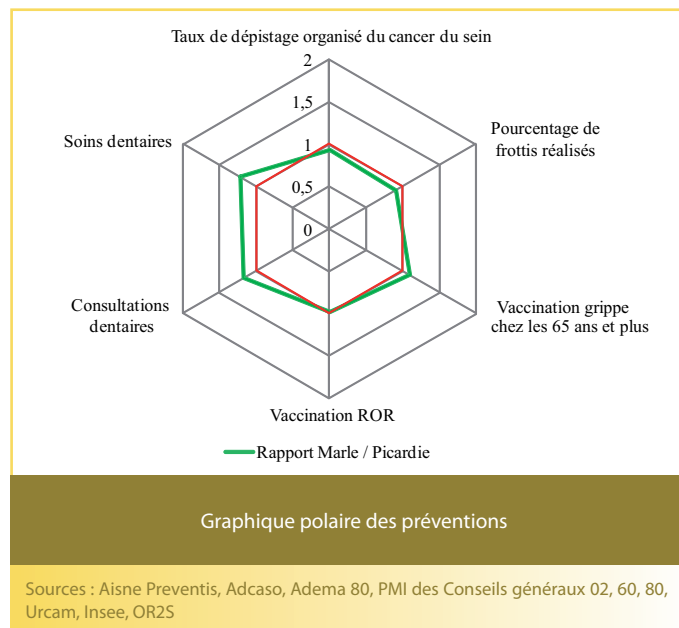 Taux de dépistage organisé du cancer du sein
2
1,5
1
0,5
0
Soins dentaires
Pourcentage de
frottis réalisés
Consultations
dentaires
Vaccination grippe
chez les 65 ans et plus
Vaccination ROR
Rapport Marle / Picardie
Graphique polaire des préventions
Sources : Aisne Preventis, Adcaso, Adema 80, PMI des Conseils généraux 02, 60, 80,
Urcam, Insee, OR2S